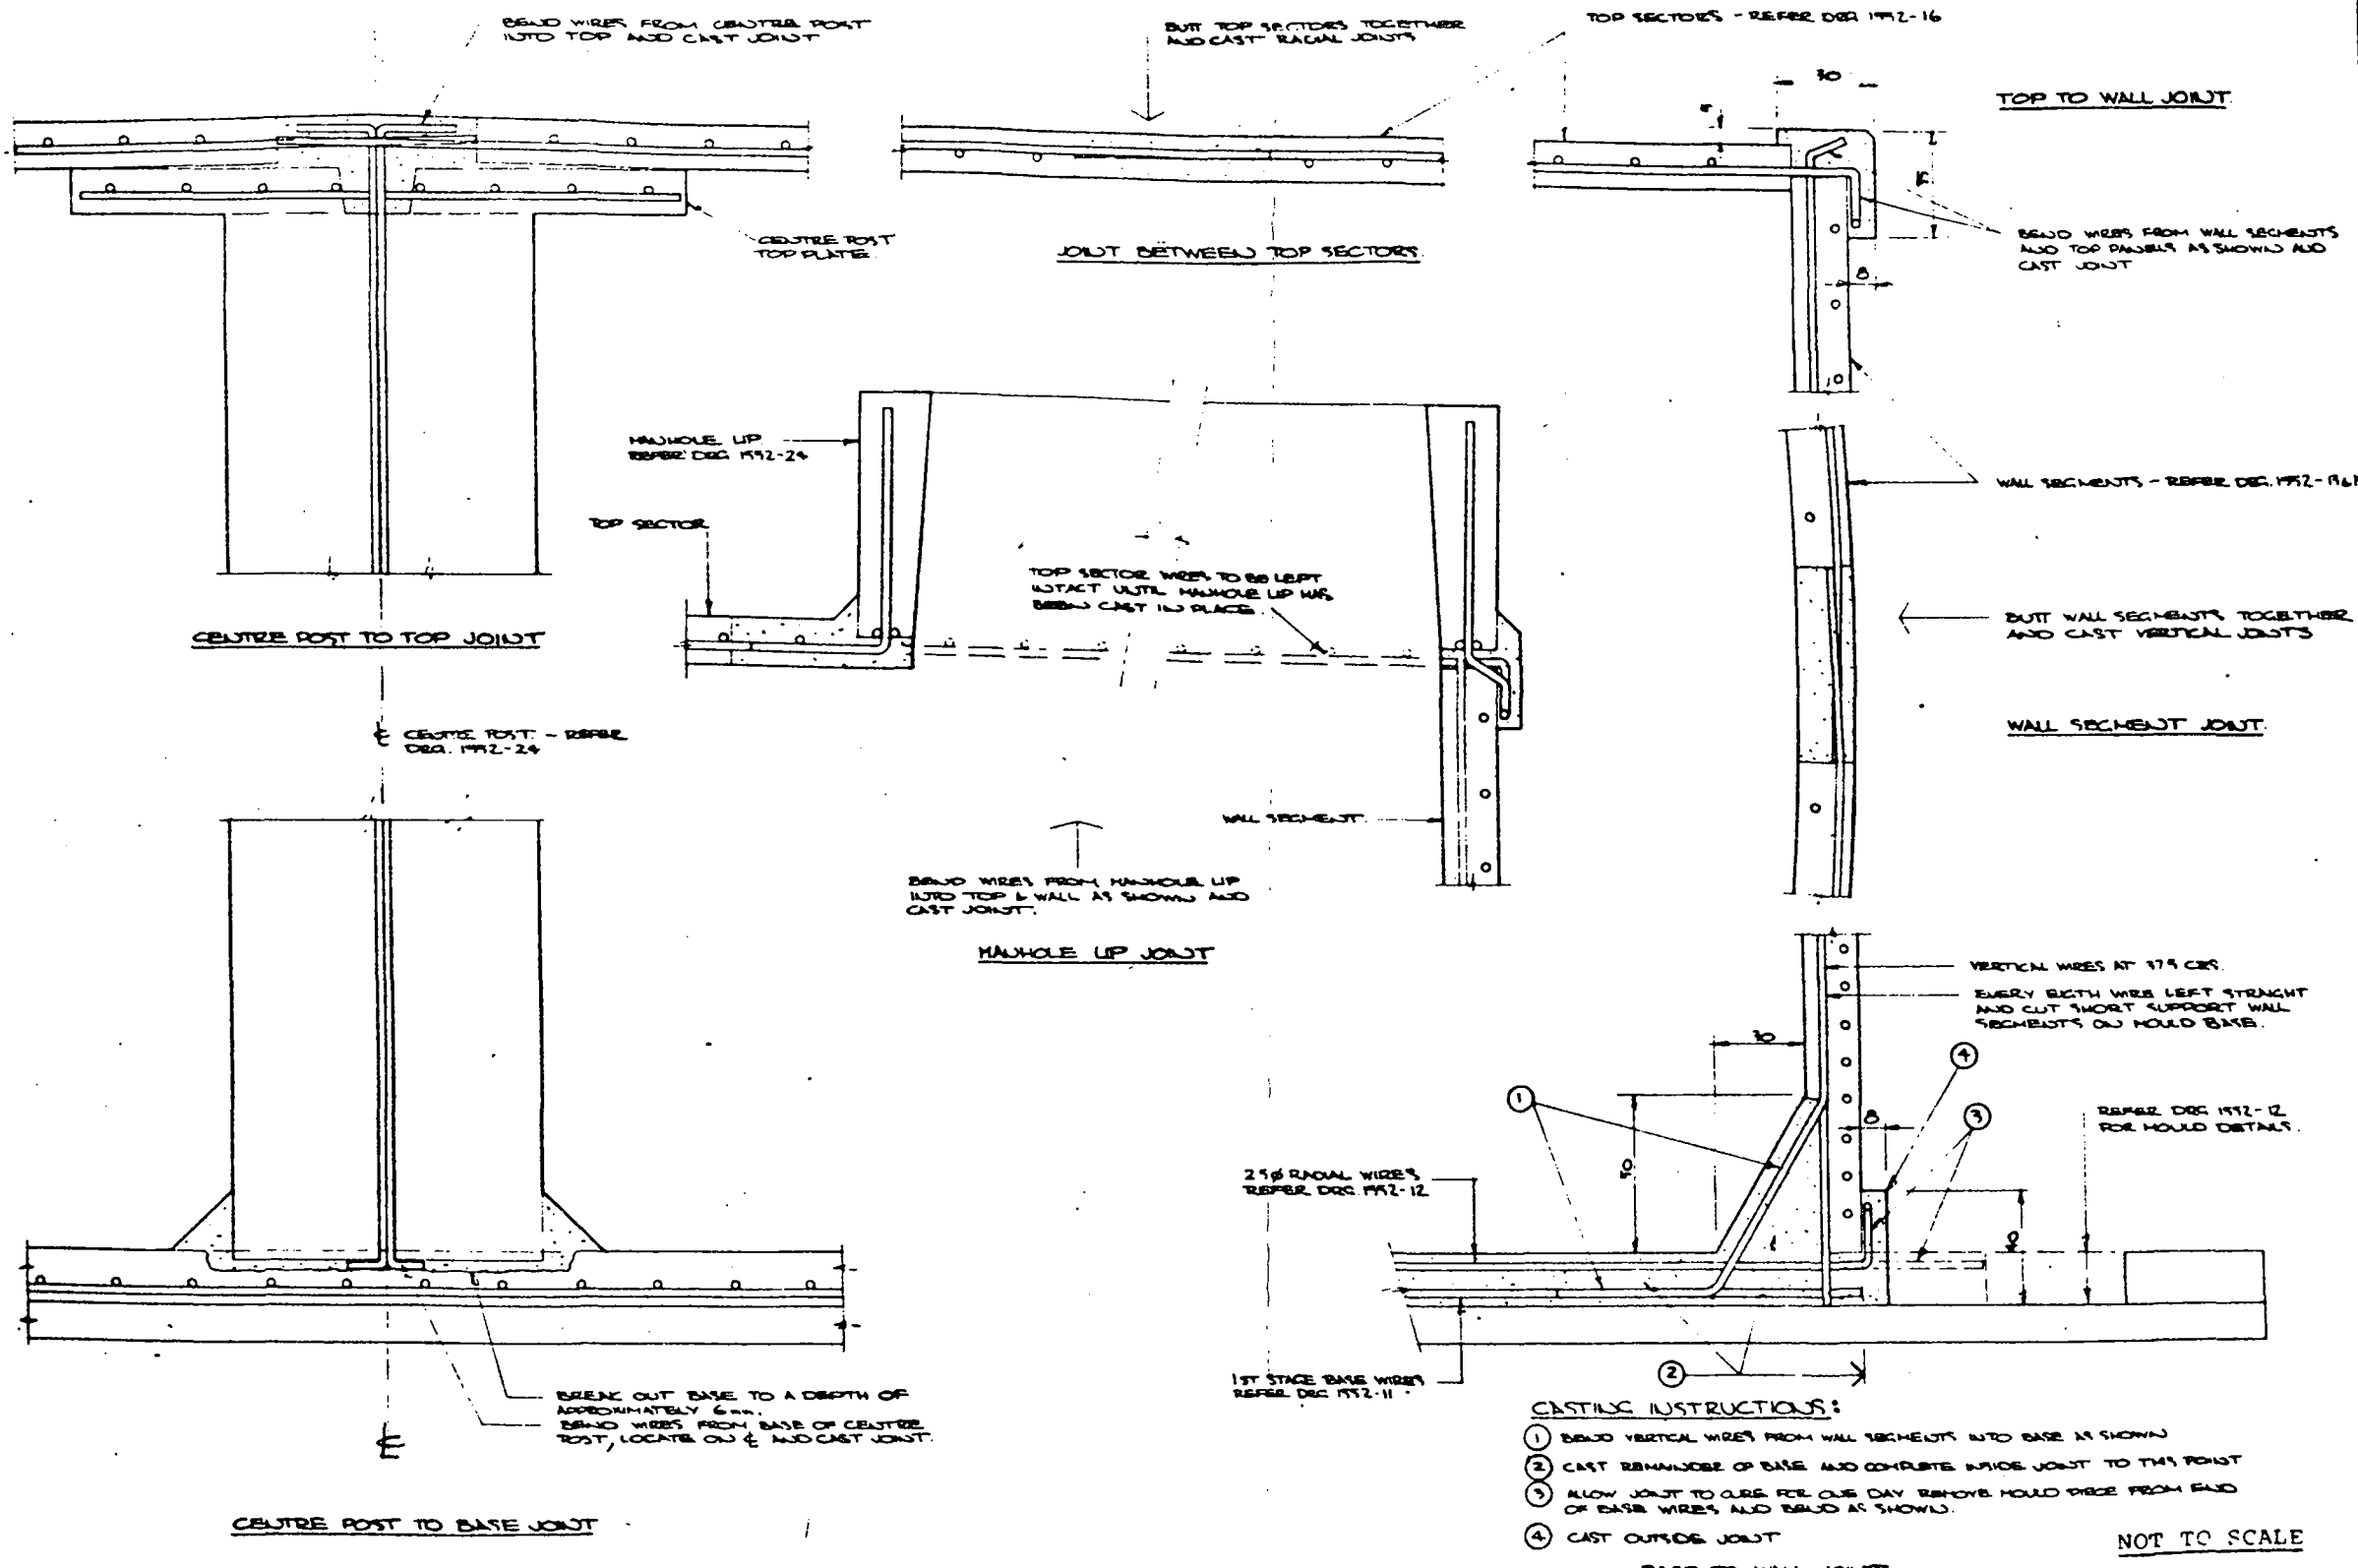 BEND WIRES FROM CENTRE POST
INTO TOP AND CAST JOINT
BUTT TOP SECTORS TOGETHER
AND CAST RADIAL JOINTS
TOP SECTORS - REFER DRG 1992-16
30
TOP TO WALL JOINT
CENTRE POST
TOP PLATE
JOINT BETWEEN TOP SECTORS
BEND WIRES FROM WALL SEGMENTS
AND TOP PANELS AS SHOWN AND
CAST JOINT
8
MANHOLE LIP
REFER DRG 1992-24
WALL SEGMENTS - REFER DRG. 1992-
TOP SECTOR
TOP SECTOR WIRES TO BE LEFT
INTACT UNTIL MANHOLE LIP HAS
BEEN CAST IN PLACE.
BUTT WALL SEGMENTS TOGETHER
AND CAST VERTICAL JOINTS
CENTRE POST TO TOP JOINT
WALL SEGMENT JOINT
℄ CENTRE POST - REFER
DRG. 1992-24
WALL SEGMENT
BEND WIRES FROM MANHOLE LIP
INTO TOP & WALL AS SHOWN AND
CAST JOINT.
MANHOLE LIP JOINT
VERTICAL WIRES AT 375 CRS.
EVERY EIGTH WIRE LEFT STRAIGHT
AND CUT SHORT SUPPORT WALL
SEGMENTS ON MOULD BASE.
30
4
1
8
3
REFER DRG 1992-12
FOR MOULD DETAILS.
50
2.5Ø RADIAL WIRES
REFER DRG. 1992-12
1ST STAGE BASE WIRES
REFER DRG 1992-11
2
BREAK OUT BASE TO A DEPTH OF
APPROXIMATELY 6mm.
BEND WIRES FROM BASE OF CENTRE
POST, LOCATE ON ℄ AND CAST JOINT.
℄
CENTRE POST TO BASE JOINT
CASTING INSTRUCTIONS:
1 BEND VERTICAL WIRES FROM WALL SEGMENTS INTO BASE AS SHOWN
2 CAST REMAINDER OF BASE AND COMPLETE INSIDE JOINT TO THIS POINT
3 ALLOW JOINT TO CURE FOR ONE DAY REMOVE MOULD PIECE FROM END
OF BASE WIRES AND BEND AS SHOWN.
4 CAST OUTSIDE JOINT
NOT TO SCALE